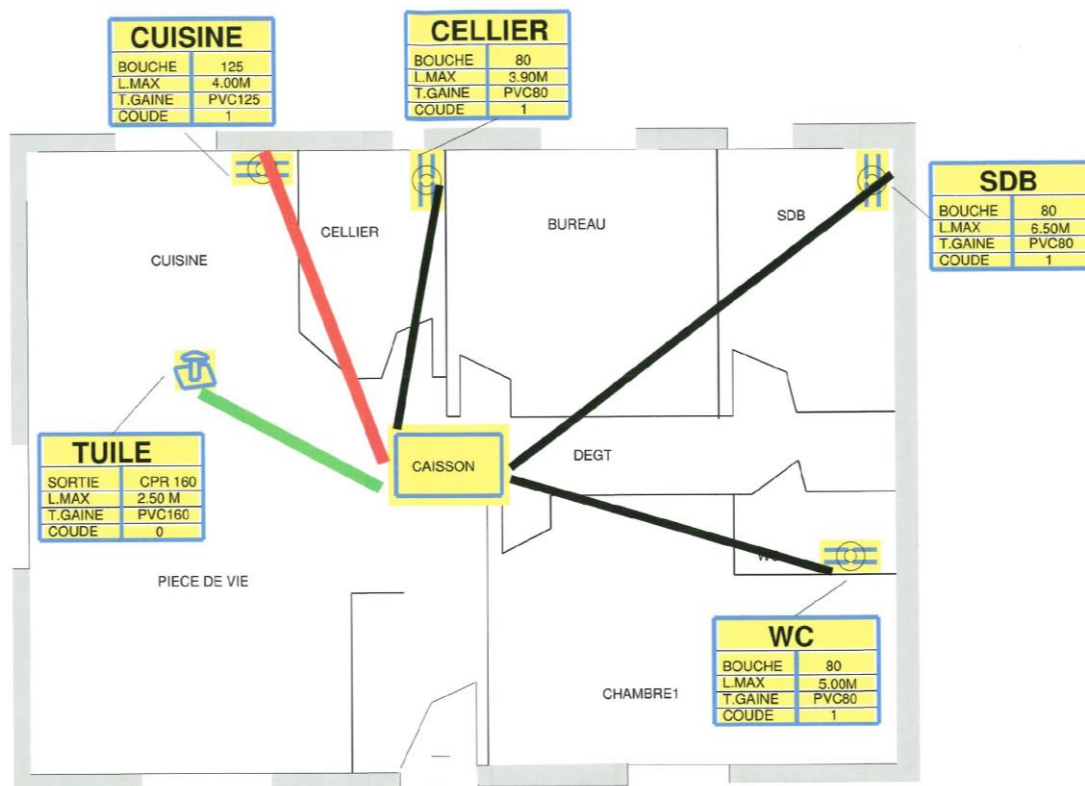 CUISINE
BOUCHE 125
L.MAX 4.00M
T.GAINE PVC125
COUDE 1
CELLIER
BOUCHE 80
L.MAX 3.90M
T.GAINE PVC80
COUDE 1
SDB
BOUCHE 80
L.MAX 6.50M
T.GAINE PVC80
COUDE 1
CELLIER
BUREAU
SDB
CUISINE
TUILE
SORTIE CPR 160
L.MAX 2.50 M
T.GAINE PVC160
COUDE 0
CAISSON
DEGT
PIECE DE VIE
WC
BOUCHE 80
L.MAX 5.00M
T.GAINE PVC80
COUDE 1
CHAMBRE1